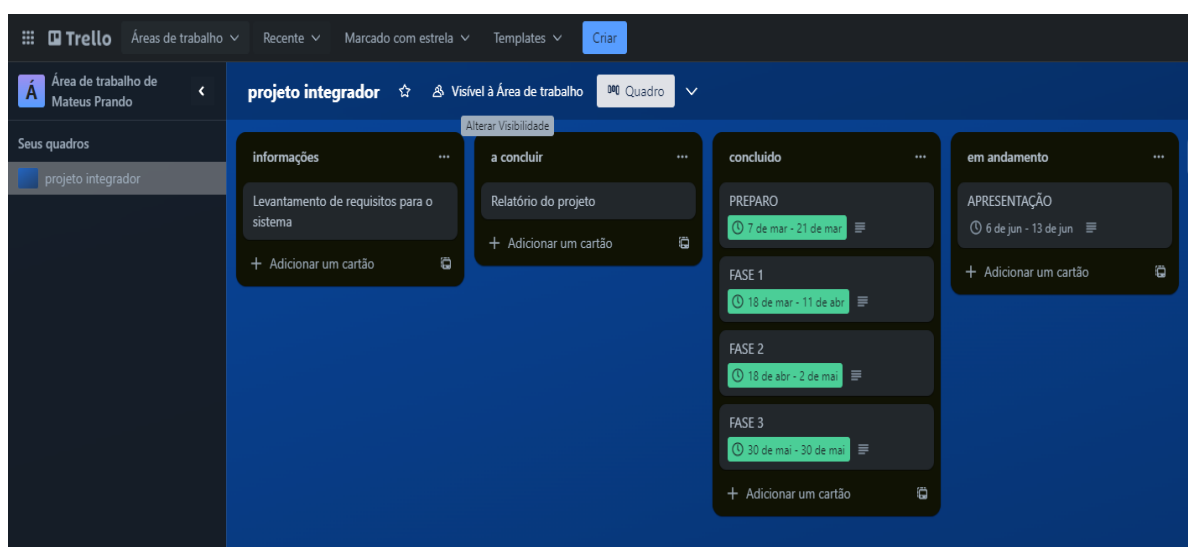 Trello Áreas de trabalho Recente Marcado com estrela Templates Criar
Á Área de trabalho de
Mateus Prando
projeto integrador Visível à Área de trabalho Quadro
Alterar Visibilidade
Seus quadros
projeto integrador
informações
Levantamento de requisitos para o
sistema
+ Adicionar um cartão
a concluir
Relatório do projeto
+ Adicionar um cartão
concluido
PREPARO
7 de mar - 21 de mar
FASE 1
18 de mar - 11 de abr
FASE 2
18 de abr - 2 de mai
FASE 3
30 de mai - 30 de mai
+ Adicionar um cartão
em andamento
APRESENTAÇÃO
6 de jun - 13 de jun
+ Adicionar um cartão